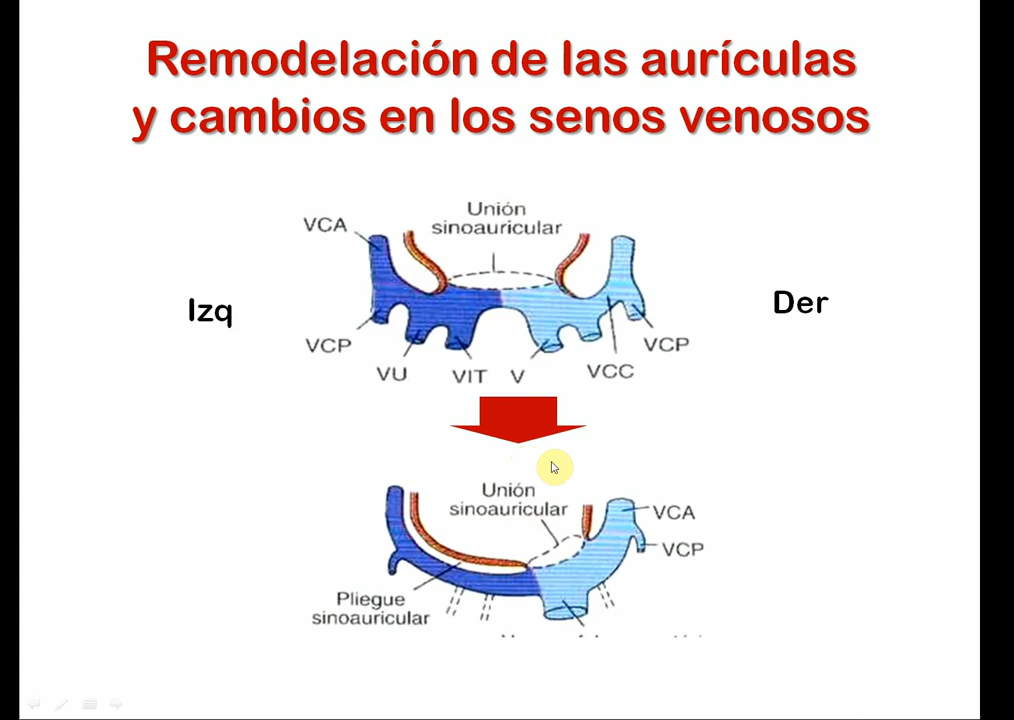 Remodelación de las aurículas
y cambios en los senos venosos
Unión
sinoauricular
VCA
Izq
Der
VCP
VCP
VU
VIT
V
VCC
Unión
sinoauricular
VCA
VCP
Pliegue
sinoauricular